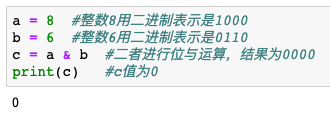 a = 8  #整数8用二进制表示是1000
b = 6  #整数6用二进制表示是0110
c = a & b  #二者进行位与运算，结果为0000
print(c)   #c值为0
0